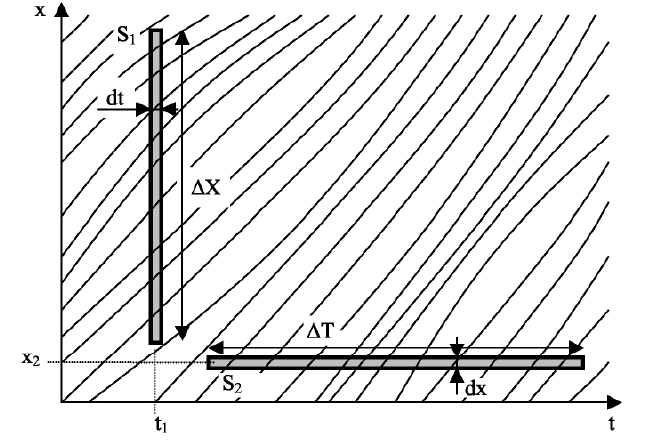 x
S₁
dt
ΔX
ΔT
x₂
S₂
dx
t₁
t